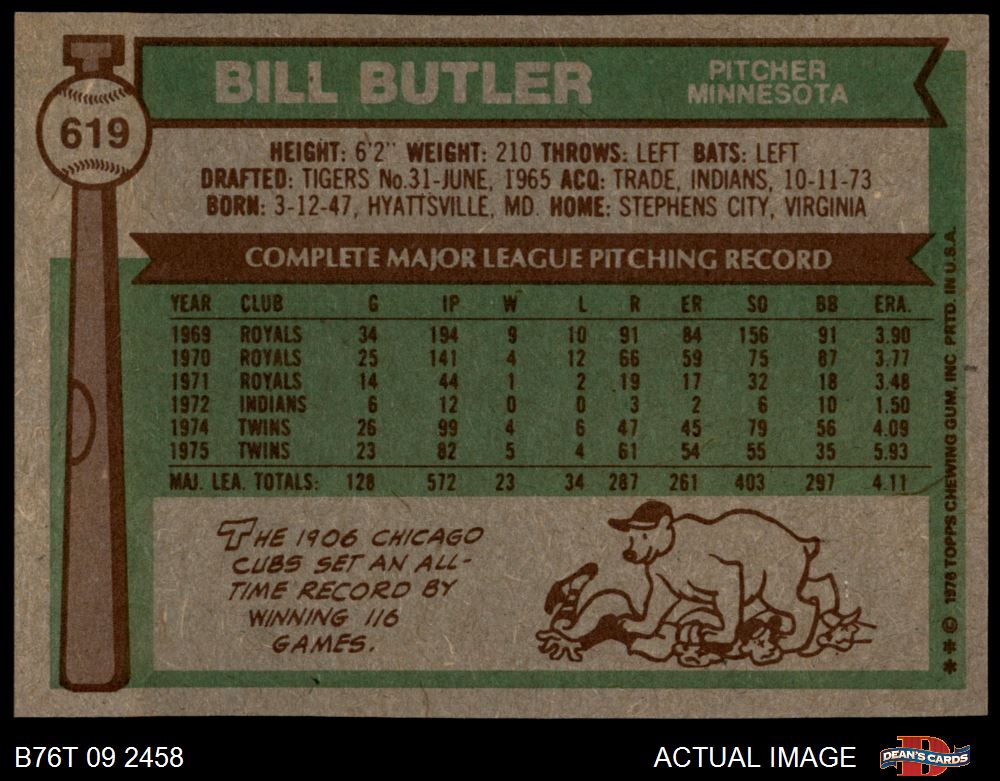 619
BILL BUTLER
PITCHER
MINNESOTA
HEIGHT: 6'2" WEIGHT: 210 THROWS: LEFT BATS: LEFT
DRAFTED: TIGERS No.31-JUNE, 1965 ACQ: TRADE, INDIANS, 10-11-73
BORN: 3-12-47, HYATTSVILLE, MD. HOME: STEPHENS CITY, VIRGINIA
COMPLETE MAJOR LEAGUE PITCHING RECORD
YEAR CLUB G IP W L R ER SO BB ERA.
1969 ROYALS 34 194 9 10 91 84 156 91 3.90
1970 ROYALS 25 141 4 12 66 59 75 87 3.77
1971 ROYALS 14 44 1 2 19 17 32 18 3.48
1972 INDIANS 6 12 0 0 3 2 6 10 1.50
1974 TWINS 26 99 4 6 47 45 79 56 4.09
1975 TWINS 23 82 5 4 61 54 55 35 5.93
MAJ. LEA. TOTALS: 128 572 23 34 287 261 403 297 4.11
THE 1906 CHICAGO
CUBS SET AN ALL-
TIME RECORD BY
WINNING 116
GAMES.
** © 1976 TOPPS CHEWING GUM, INC PRTD. IN U.S.A.
B76T 09 2458
ACTUAL IMAGE
DEAN'S CARDS